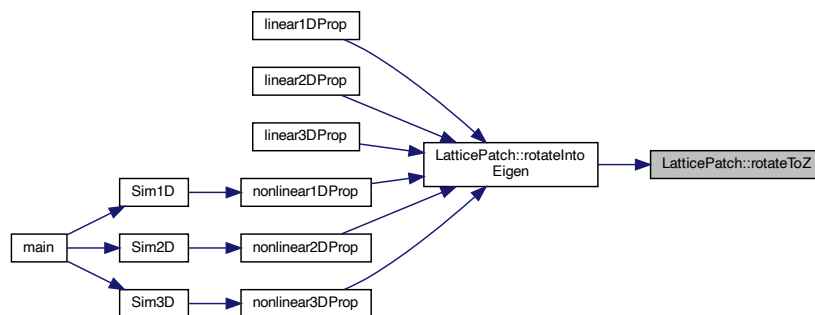 linear1DProp
linear2DProp
linear3DProp
LatticePatch::rotateInto
Eigen
LatticePatch::rotateToZ
Sim1D
nonlinear1DProp
main
Sim2D
nonlinear2DProp
Sim3D
nonlinear3DProp